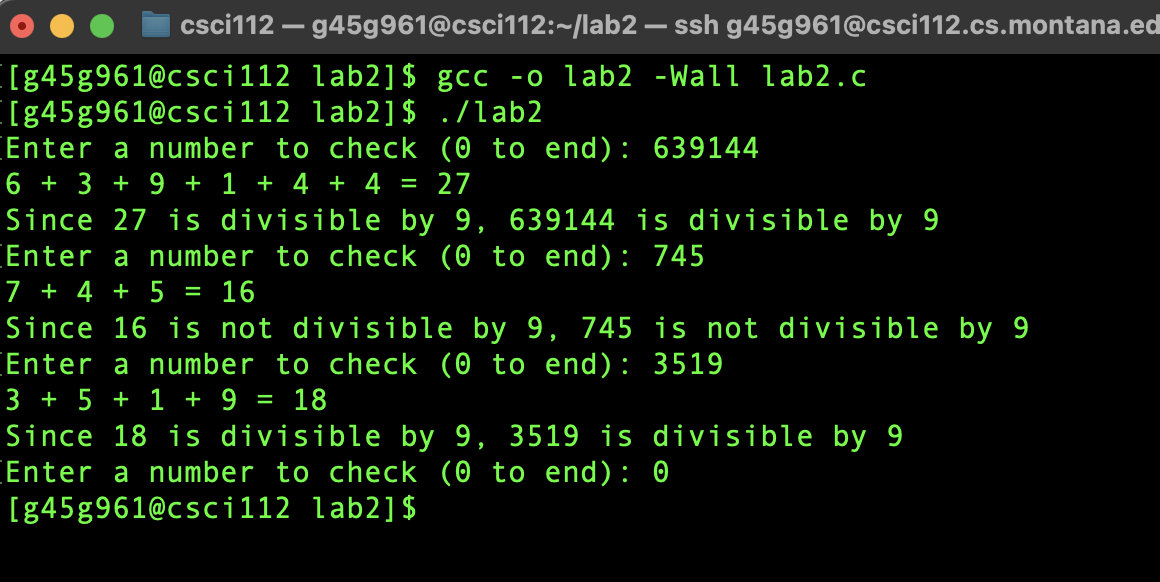 csci112 — g45g961@csci112:~/lab2 — ssh g45g961@csci112.cs.montana.ed
[g45g961@csci112 lab2]$ gcc -o lab2 -Wall lab2.c
[g45g961@csci112 lab2]$ ./lab2
Enter a number to check (0 to end): 639144
6 + 3 + 9 + 1 + 4 + 4 = 27
Since 27 is divisible by 9, 639144 is divisible by 9
Enter a number to check (0 to end): 745
7 + 4 + 5 = 16
Since 16 is not divisible by 9, 745 is not divisible by 9
Enter a number to check (0 to end): 3519
3 + 5 + 1 + 9 = 18
Since 18 is divisible by 9, 3519 is divisible by 9
Enter a number to check (0 to end): 0
[g45g961@csci112 lab2]$